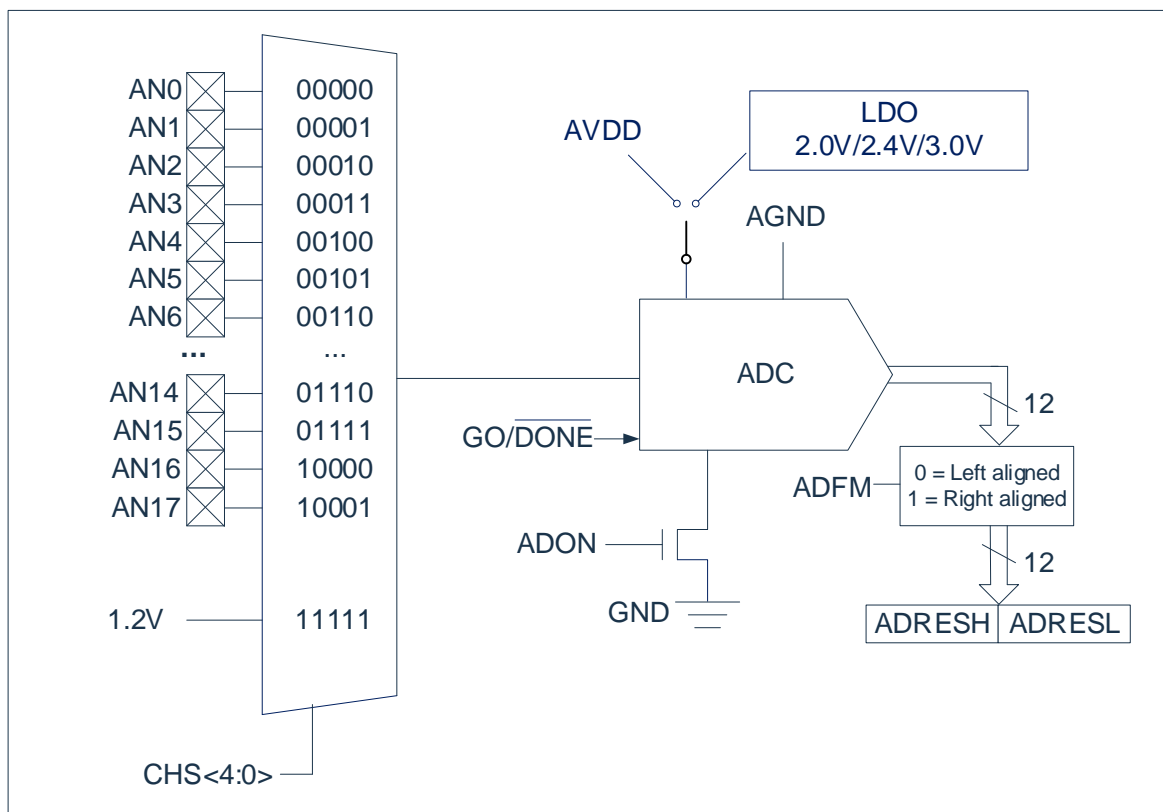 AN0 00000
AN1 00001
AN2 00010
AN3 00011
AN4 00100
AN5 00101
AN6 00110
... ...
AN14 01110
AN15 01111
AN16 10000
AN17 10001
1.2V 11111
CHS<4:0>
AVDD
LDO
2.0V/2.4V/3.0V
AGND
ADC
GO/DONE
12
ADFM
0 = Left aligned
1 = Right aligned
ADON
12
GND
ADRESH ADRESL